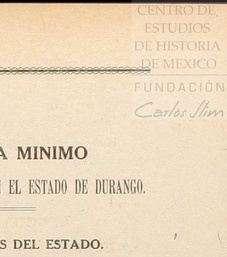 CENTRO DE
ESTUDIOS
DE HISTORIA
DE MEXICO
FUNDACIÓN
Carlos Slim
A MINIMO
EL ESTADO DE DURANGO.
S DEL ESTADO.